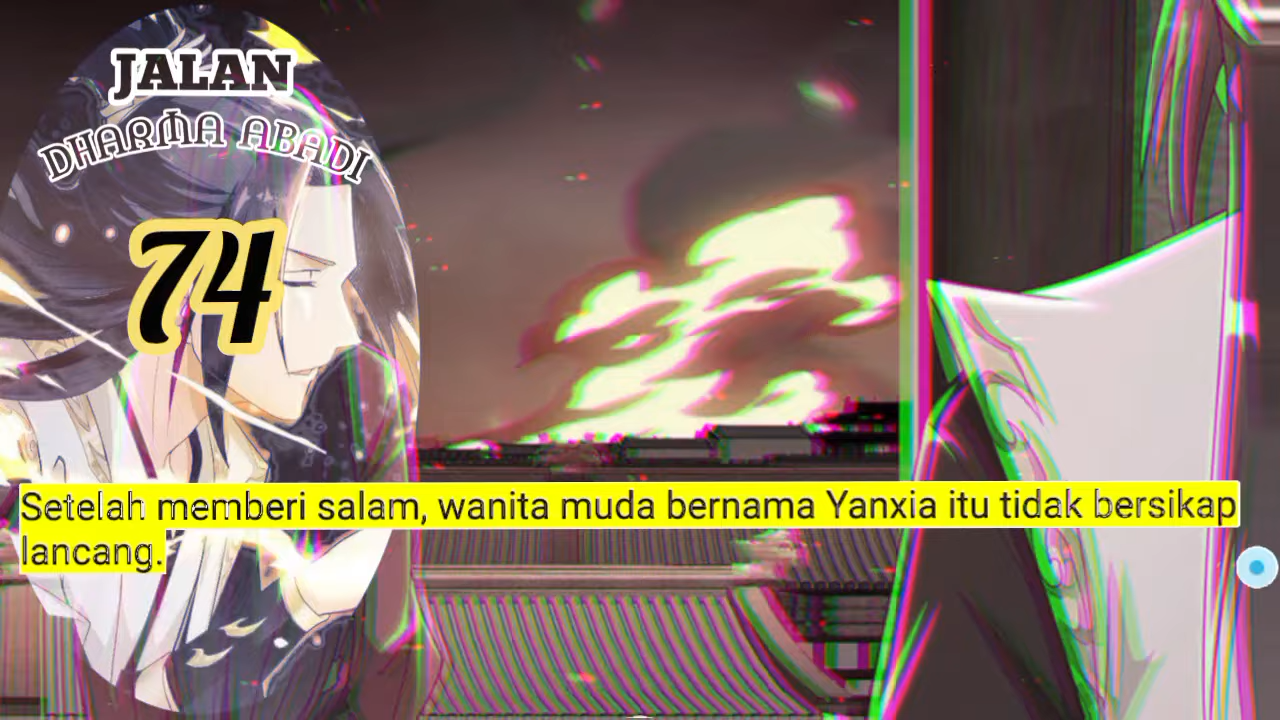 JALAN
DHARMA ABADI
74
Setelah memberi salam, wanita muda bernama Yanxia itu tidak bersikap
lancang.